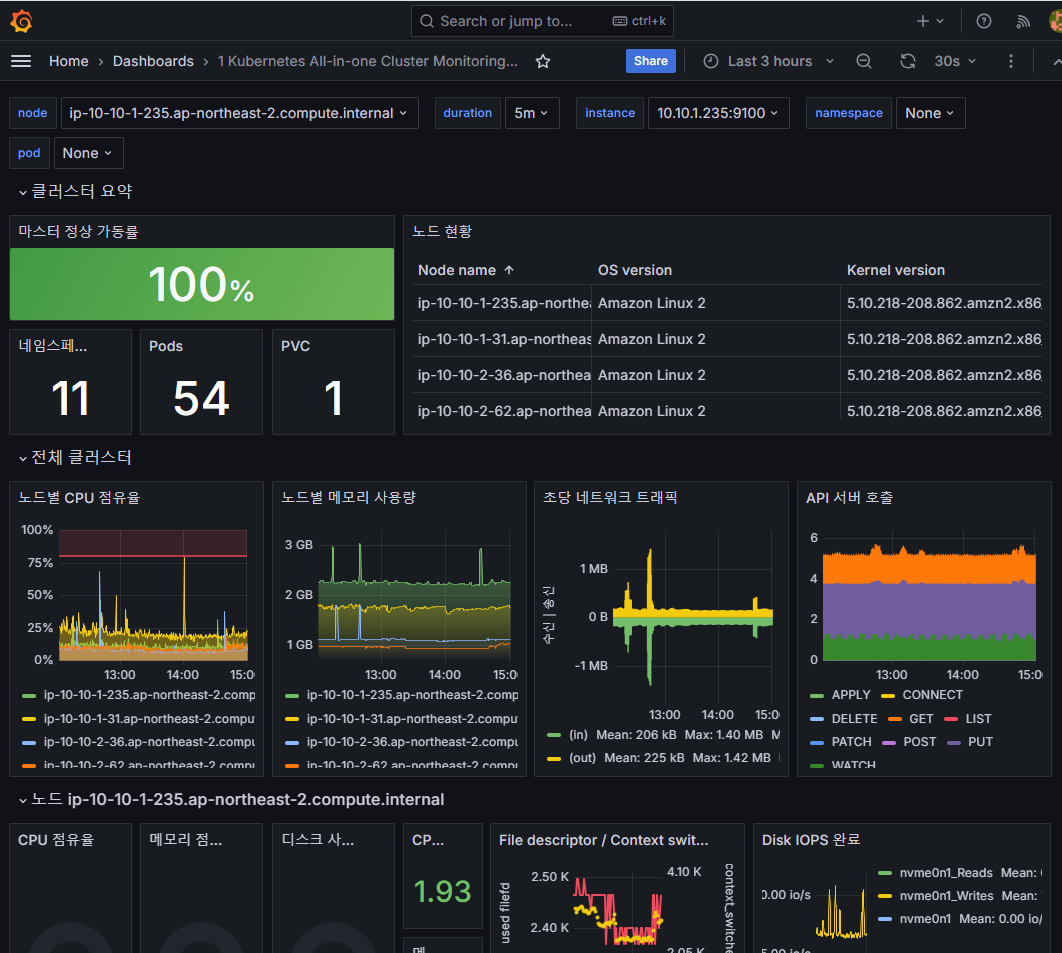 Search or jump to... ctrl+k
Home › Dashboards › 1 Kubernetes All-in-one Cluster Monitoring... Share Last 3 hours 30s
node ip-10-10-1-235.ap-northeast-2.compute.internal duration 5m instance 10.10.1.235:9100 namespace None
pod None
클러스터 요약
마스터 정상 가동률
100%
네임스페...
11
Pods
54
PVC
1
노드 현황
Node name ↑ OS version Kernel version
ip-10-10-1-235.ap-northea Amazon Linux 2 5.10.218-208.862.amzn2.x86_
ip-10-10-1-31.ap-northeas Amazon Linux 2 5.10.218-208.862.amzn2.x86_
ip-10-10-2-36.ap-northea Amazon Linux 2 5.10.218-208.862.amzn2.x86_
ip-10-10-2-62.ap-northea Amazon Linux 2 5.10.218-208.862.amzn2.x86_
전체 클러스터
노드별 CPU 점유율
100%
75%
50%
25%
0%
13:00 14:00 15:00
ip-10-10-1-235.ap-northeast-2.comp
ip-10-10-1-31.ap-northeast-2.compu
ip-10-10-2-36.ap-northeast-2.compu
ip-10-10-2-62.ap-northeast-2.compu
노드별 메모리 사용량
3 GB
2 GB
1 GB
13:00 14:00 15:00
ip-10-10-1-235.ap-northeast-2.comp
ip-10-10-1-31.ap-northeast-2.compu
ip-10-10-2-36.ap-northeast-2.compu
ip-10-10-2-62.ap-northeast-2.compu
초당 네트워크 트래픽
수신 | 송신
1 MB
0 B
-1 MB
13:00 14:00 15:00
(in) Mean: 206 kB Max: 1.40 MB M
(out) Mean: 225 kB Max: 1.42 MB
API 서버 호출
6
4
2
0
13:00 14:00 15:00
APPLY CONNECT
DELETE GET LIST
PATCH POST PUT
WATCH
노드 ip-10-10-1-235.ap-northeast-2.compute.internal
CPU 점유율
메모리 점...
디스크 사...
CP...
1.93
File descriptor / Context swit...
used filefd
2.50 K
2.40 K
4.10 K
2.05 K
context_switche
Disk IOPS 완료
0.00 io/s
5.00 io/s
nvme0n1_Reads Mean:
nvme0n1_Writes Mean:
nvme0n1 Mean: 0.00 io/